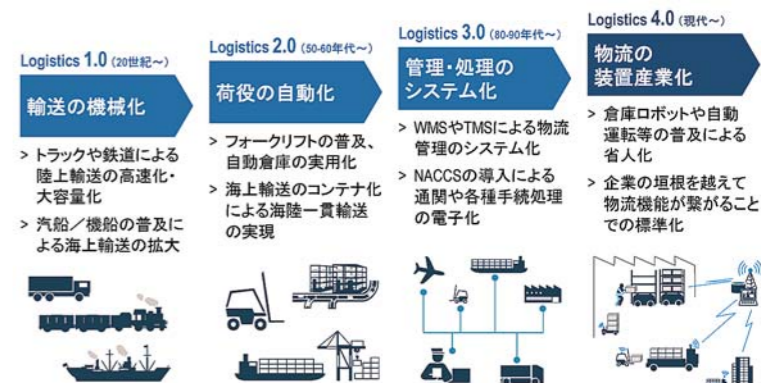 Logistics 1.0 (20世紀～)
輸送の機械化
> トラックや鉄道による
陸上輸送の高速化・
大容量化
> 汽船／機船の普及に
よる海上輸送の拡大
Logistics 2.0 (50-60年代～)
荷役の自動化
> フォークリフトの普及、
自動倉庫の実用化
> 海上輸送のコンテナ化
による海陸一貫輸送
の実現
Logistics 3.0 (80-90年代～)
管理・処理の
システム化
> WMSやTMSによる物流
管理のシステム化
> NACCSの導入による
通関や各種手続処理
の電子化
Logistics 4.0 (現代～)
物流の
装置産業化
> 倉庫ロボットや自動
運転等の普及による
省人化
> 企業の垣根を越えて
物流機能が繋がること
での標準化